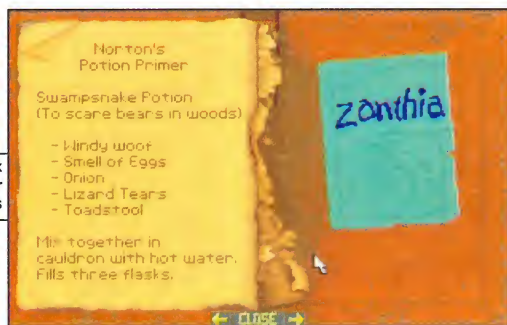 Norton's
Potion Primer
Swampsnake Potion
(To scare bears in woods)
- Windy woof
- Smell of Eggs
- Onion
- Lizard Tears
- Toadstool
Mix together in
cauldron with hot water.
Fills three flasks.
zanthia
← CLOSE →